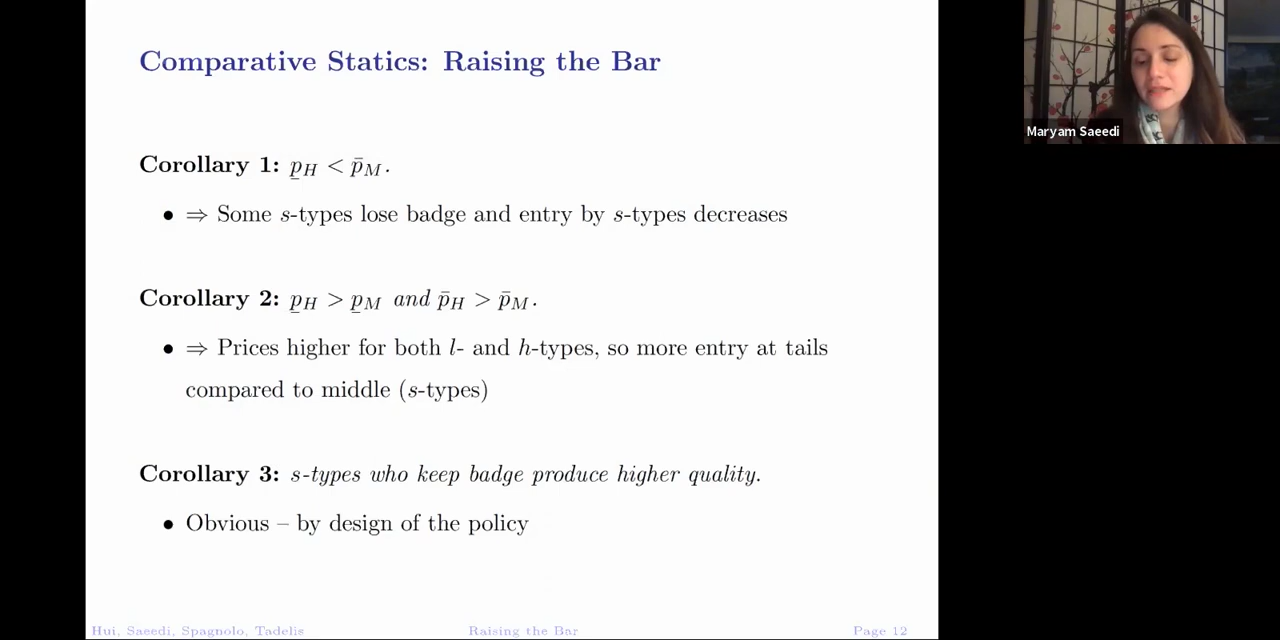 Comparative Statics: Raising the Bar
Maryam Saeedi
Corollary 1: p̲_H < p̄_M.
• ⇒ Some s-types lose badge and entry by s-types decreases
Corollary 2: p̲_H > p̲_M and p̄_H > p̄_M.
• ⇒ Prices higher for both l- and h-types, so more entry at tails
compared to middle (s-types)
Corollary 3: s-types who keep badge produce higher quality.
• Obvious – by design of the policy
Hui, Saeedi, Spagnolo, Tadelis
Raising the Bar
Page 12